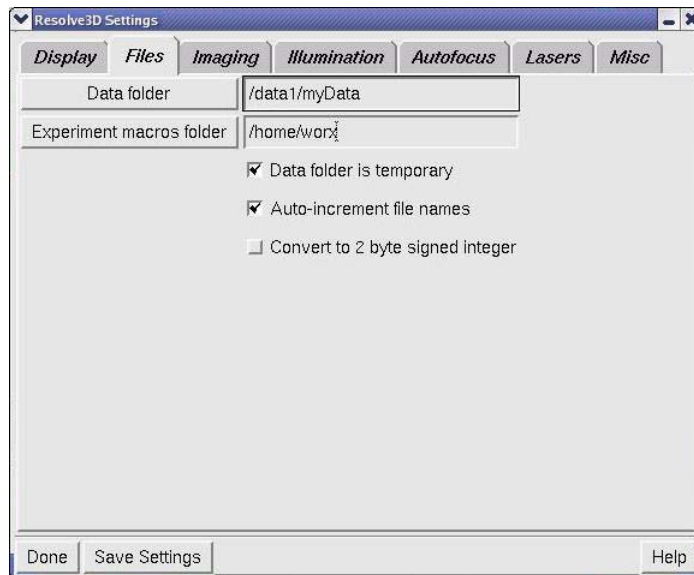 Resolve3D Settings
Display Files Imaging Illumination Autofocus Lasers Misc
Data folder /data1/myData
Experiment macros folder /home/worx
Data folder is temporary
Auto-increment file names
Convert to 2 byte signed integer
Done Save Settings Help